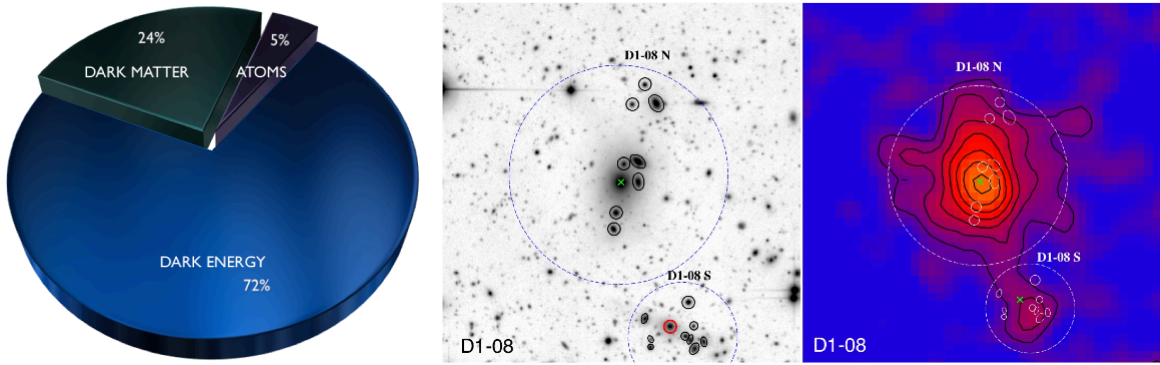 24%
DARK MATTER
5%
ATOMS
DARK ENERGY
72%
D1-08 N
D1-08 S
D1-08
D1-08 N
D1-08 S
D1-08